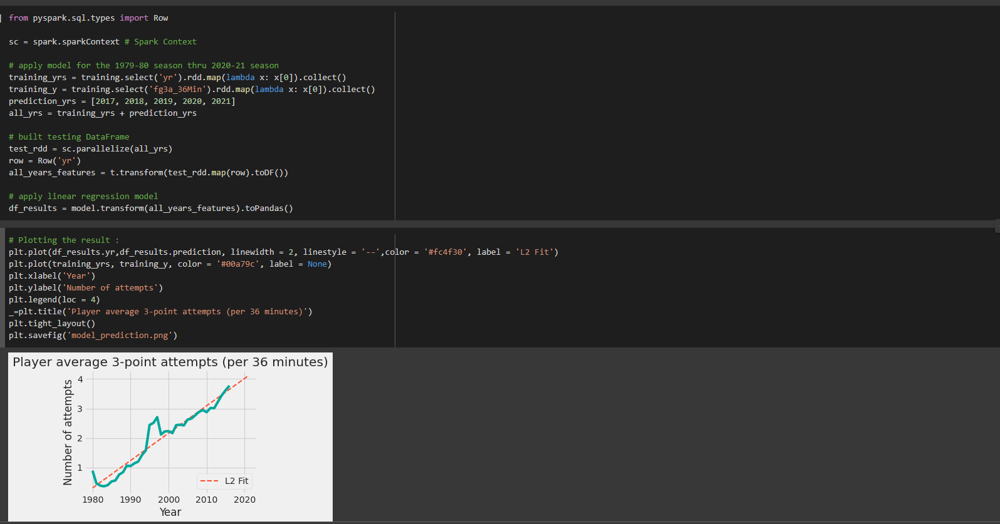 from pyspark.sql.types import Row
sc = spark.sparkContext # Spark Context
# apply model for the 1979-80 season thru 2020-21 season
training_yrs = training.select('yr').rdd.map(lambda x: x[0]).collect()
training_y = training.select('fg3a_36Min').rdd.map(lambda x: x[0]).collect()
prediction_yrs = [2017, 2018, 2019, 2020, 2021]
all_yrs = training_yrs + prediction_yrs
# built testing DataFrame
test_rdd = sc.parallelize(all_yrs)
row = Row('yr')
all_years_features = t.transform(test_rdd.map(row).toDF())
# apply linear regression model
df_results = model.transform(all_years_features).toPandas()
# Plotting the result :
plt.plot(df_results.yr,df_results.prediction, linewidth = 2, linestyle = '--',color = '#fc4f30', label = 'L2 Fit')
plt.plot(training_yrs, training_y, color = '#00a79c', label = None)
plt.xlabel('Year')
plt.ylabel('Number of attempts')
plt.legend(loc = 4)
_=plt.title('Player average 3-point attempts (per 36 minutes)')
plt.tight_layout()
plt.savefig('model_prediction.png')
Player average 3-point attempts (per 36 minutes)
Number of attempts
4
3
2
1
L2 Fit
1980 1990 2000 2010 2020
Year